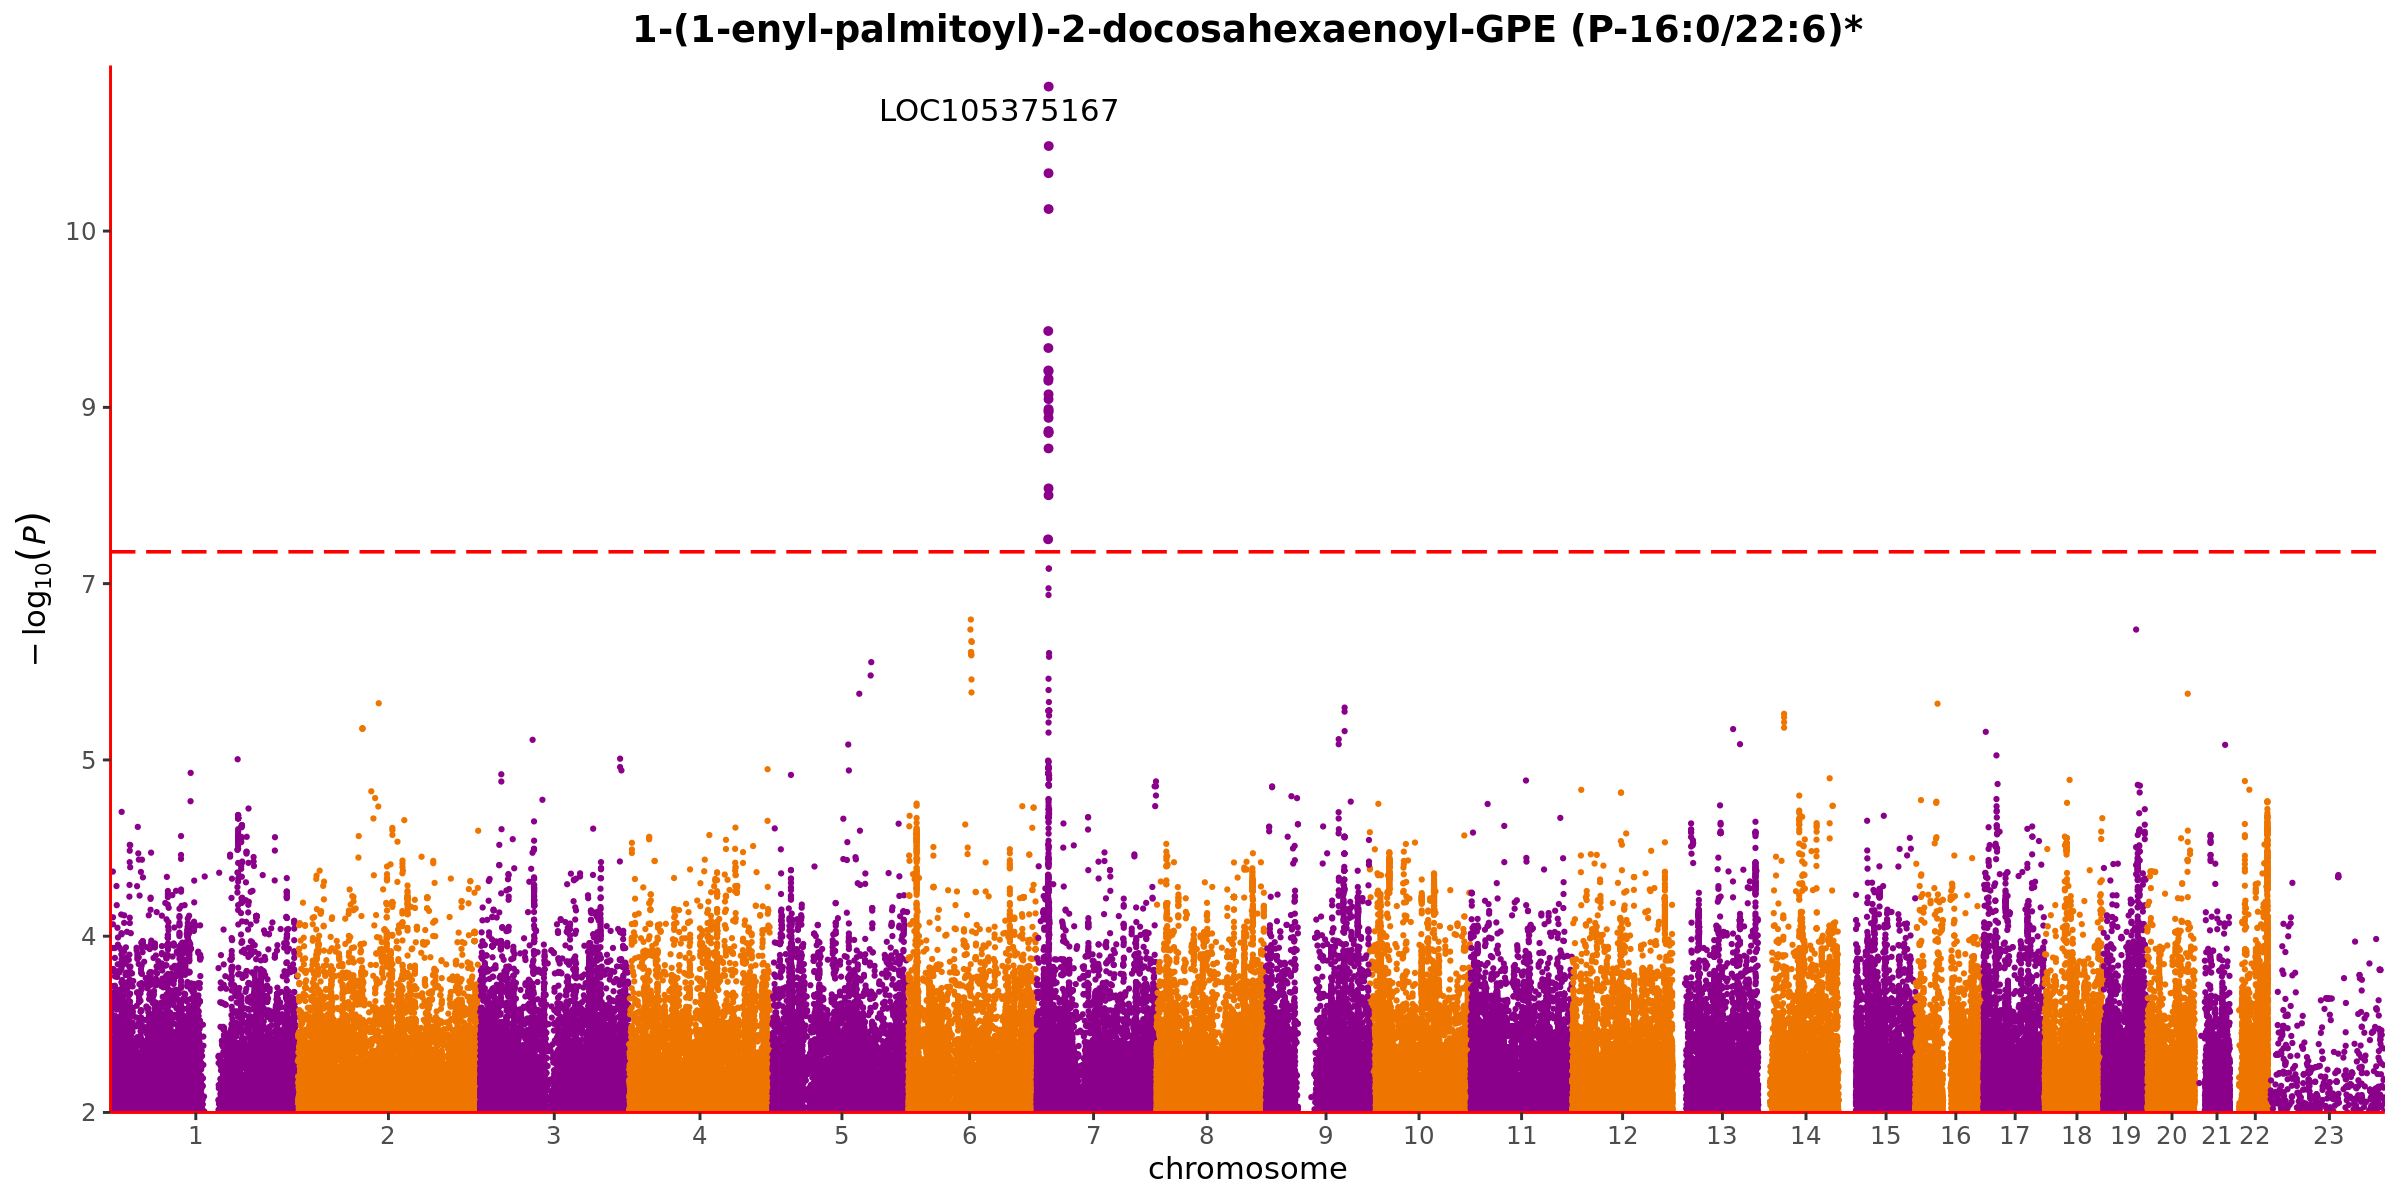 1-(1-enyl-palmitoyl)-2-docosahexaenoyl-GPE (P-16:0/22:6)*
LOC105375167
10
9
7
5
4
2
− log₁₀(P)
1 2 3 4 5 6 7 8 9 10 11 12 13 14 15 16 17 18 19 20 21 22 23
chromosome